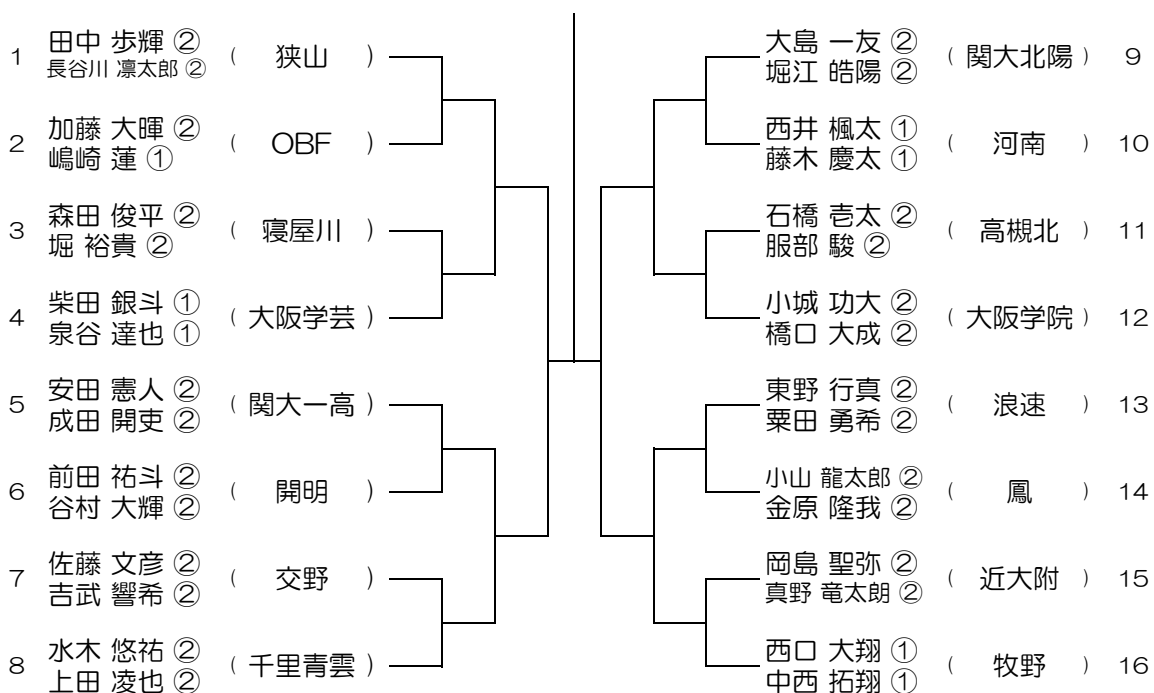 1 田中 歩輝 ② ( 狭山 )
長谷川 凛太郎 ②
2 加藤 大暉 ② ( OBF )
嶋崎 蓮 ①
3 森田 俊平 ② ( 寝屋川 )
堀 裕貴 ②
4 柴田 銀斗 ① ( 大阪学芸 )
泉谷 達也 ①
5 安田 憲人 ② ( 関大一高 )
成田 開吏 ②
6 前田 祐斗 ② ( 開明 )
谷村 大輝 ②
7 佐藤 文彦 ② ( 交野 )
吉武 響希 ②
8 水木 悠祐 ② ( 千里青雲 )
上田 凌也 ②
大島 一友 ② ( 関大北陽 ) 9
堀江 皓陽 ②
西井 楓太 ① ( 河南 ) 10
藤木 慶太 ①
石橋 壱太 ② ( 高槻北 ) 11
服部 駿 ②
小城 功大 ② ( 大阪学院 ) 12
橋口 大成 ②
東野 行真 ② ( 浪速 ) 13
粟田 勇希 ②
小山 龍太郎 ② ( 鳳 ) 14
金原 隆我 ②
岡島 聖弥 ② ( 近大附 ) 15
真野 竜太朗 ②
西口 大翔 ① ( 牧野 ) 16
中西 拓翔 ①